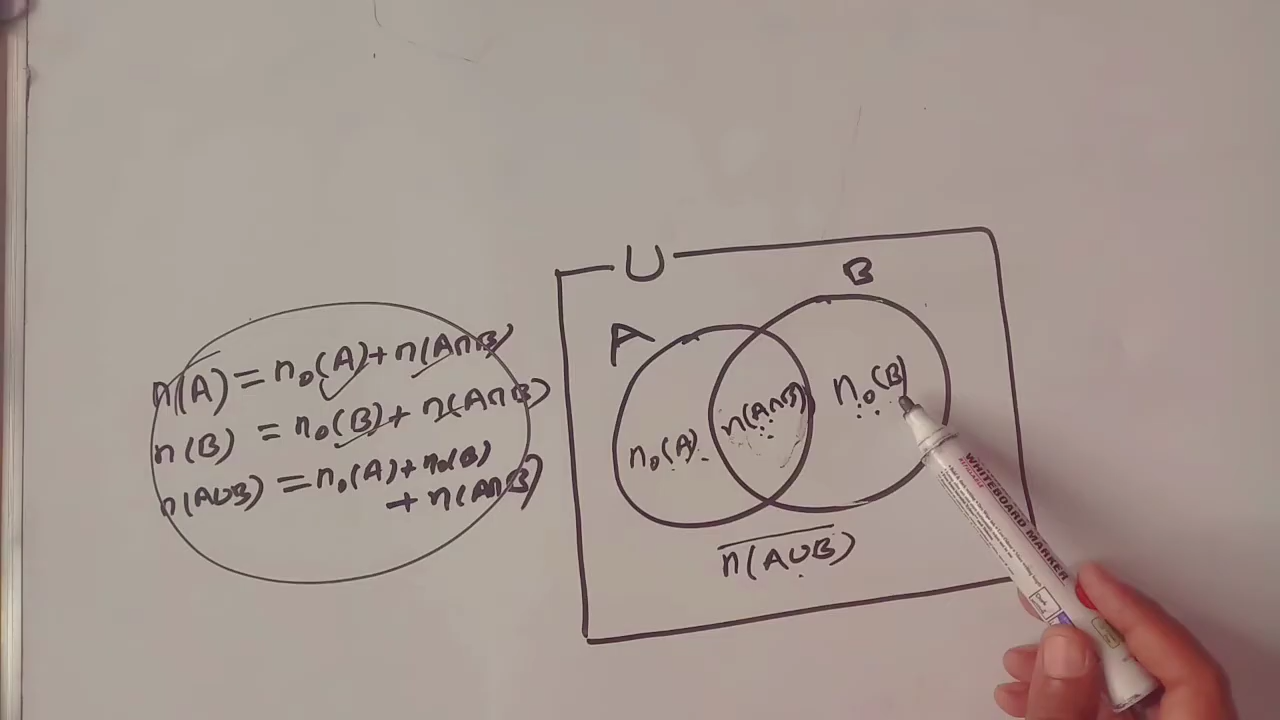 n(A) = n₀(A) + n(A∩B)
n(B) = n₀(B) + n(A∩B)
n(A∪B) = n₀(A) + n₀(B)
+ n(A∩B)
U
A
B
n₀(A)
n(A∩B)
n₀(B)
n̅(̅A̅∪̅B̅)
WHITEBOARD MARKER